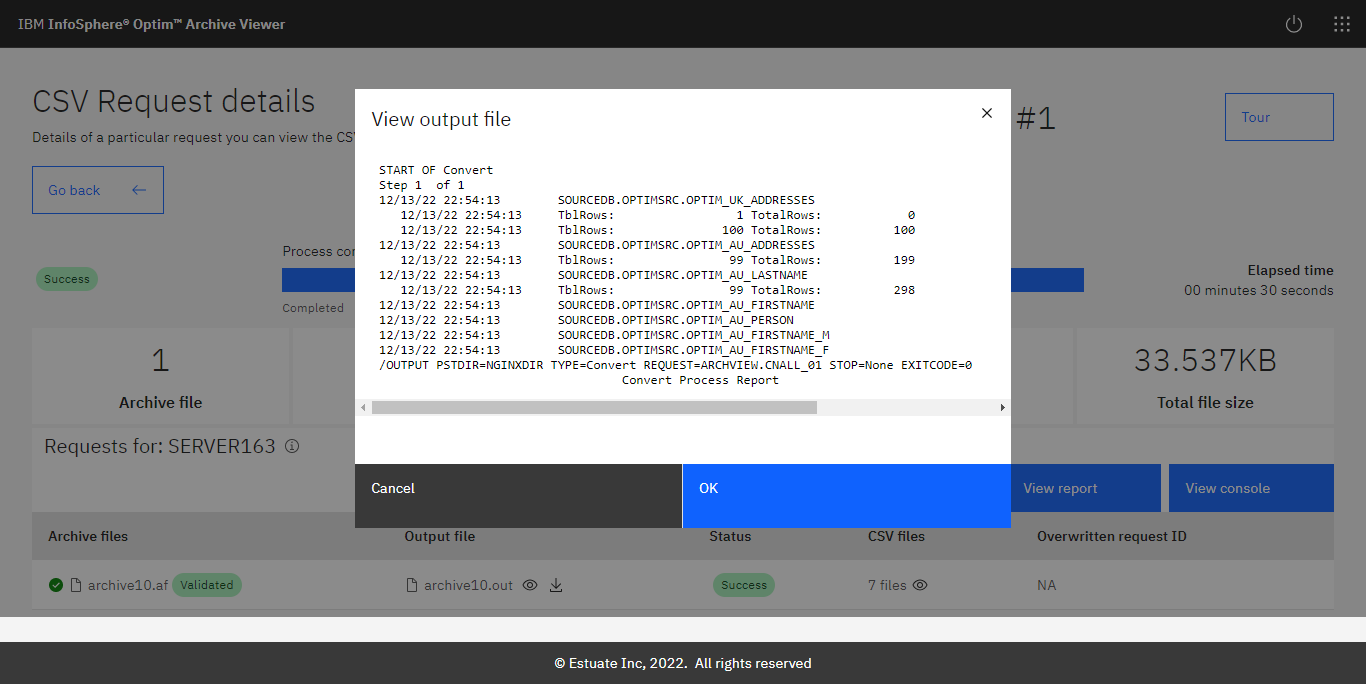 IBM InfoSphere® Optim™ Archive Viewer
CSV Request details
#1
Tour
Details of a particular request you can view the CS
Go back
Process con
Success
Completed
Elapsed time
00 minutes 30 seconds
View output file
START OF Convert
Step 1 of 1
12/13/22 22:54:13 SOURCEDB.OPTIMSRC.OPTIM_UK_ADDRESSES
12/13/22 22:54:13 TblRows: 1 TotalRows: 0
12/13/22 22:54:13 TblRows: 100 TotalRows: 100
12/13/22 22:54:13 SOURCEDB.OPTIMSRC.OPTIM_AU_ADDRESSES
12/13/22 22:54:13 TblRows: 99 TotalRows: 199
12/13/22 22:54:13 SOURCEDB.OPTIMSRC.OPTIM_AU_LASTNAME
12/13/22 22:54:13 TblRows: 99 TotalRows: 298
12/13/22 22:54:13 SOURCEDB.OPTIMSRC.OPTIM_AU_FIRSTNAME
12/13/22 22:54:13 SOURCEDB.OPTIMSRC.OPTIM_AU_PERSON
12/13/22 22:54:13 SOURCEDB.OPTIMSRC.OPTIM_AU_FIRSTNAME_M
12/13/22 22:54:13 SOURCEDB.OPTIMSRC.OPTIM_AU_FIRSTNAME_F
/OUTPUT PSTDIR=NGINXDIR TYPE=Convert REQUEST=ARCHVIEW.CNALL_01 STOP=None EXITCODE=0
Convert Process Report
Cancel
OK
1
Archive file
33.537KB
Total file size
Requests for: SERVER163
View report
View console
Archive files Output file Status CSV files Overwritten request ID
archive10.af Validated archive10.out Success 7 files NA
© Estuate Inc, 2022. All rights reserved